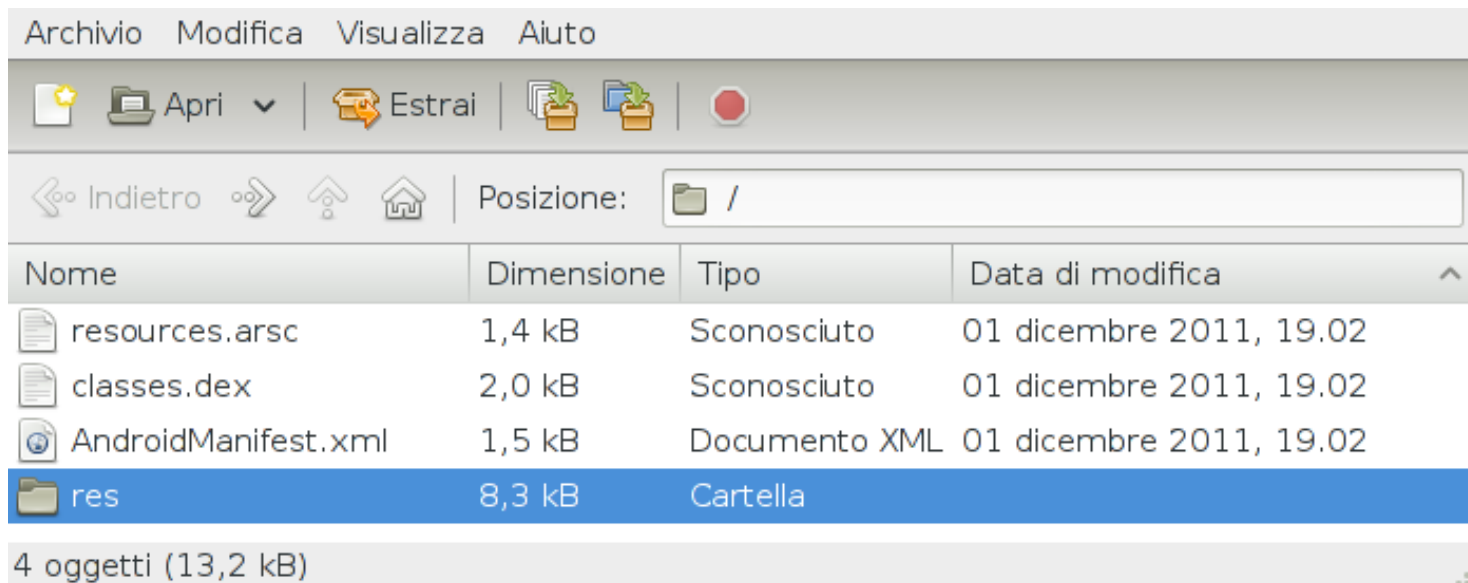 Archivio Modifica Visualizza Aiuto
Apri Estrai
Indietro Posizione: /
Nome Dimensione Tipo Data di modifica
resources.arsc 1,4 kB Sconosciuto 01 dicembre 2011, 19.02
classes.dex 2,0 kB Sconosciuto 01 dicembre 2011, 19.02
AndroidManifest.xml 1,5 kB Documento XML 01 dicembre 2011, 19.02
res 8,3 kB Cartella
4 oggetti (13,2 kB)